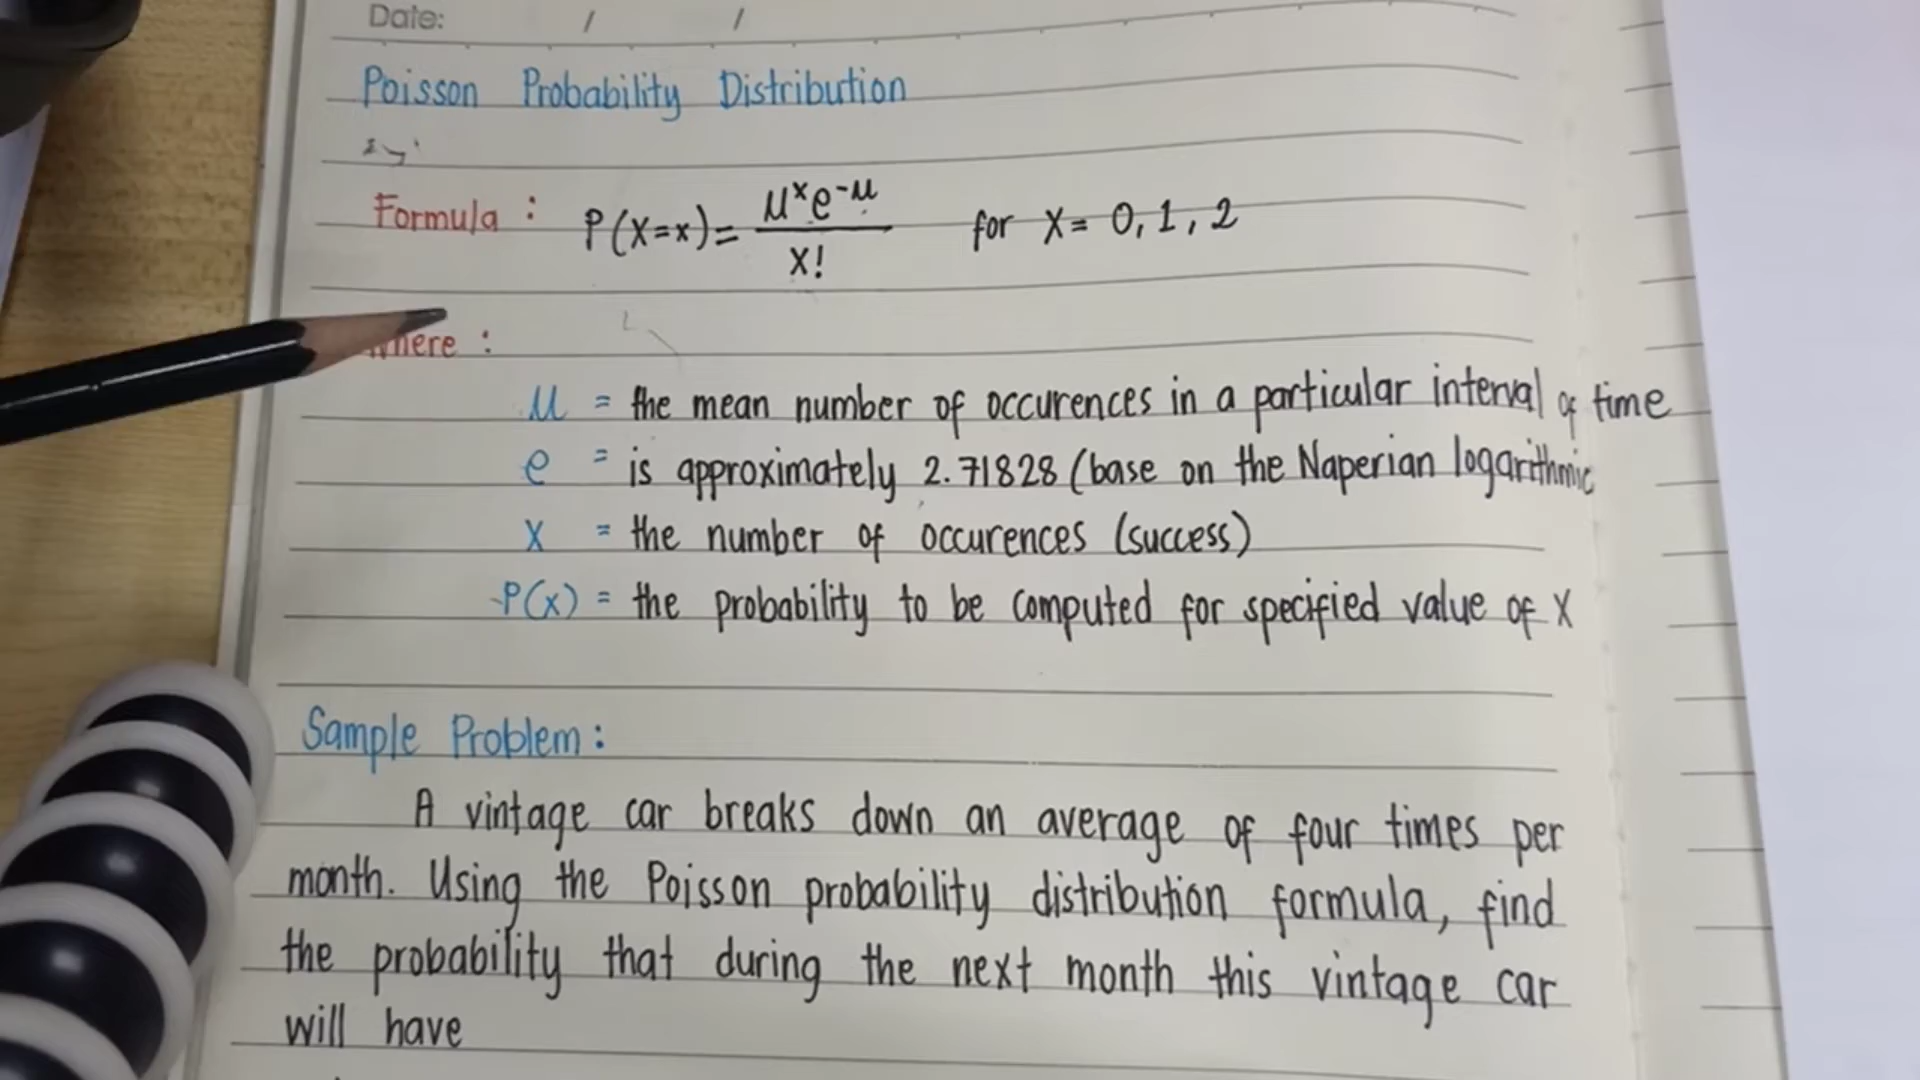 Date: / /
Poisson Probability Distribution
Formula : P(X=x)= μˣe⁻ᵘ / x! for X= 0, 1, 2
where :
μ = the mean number of occurences in a particular interval of time
e = is approximately 2.71828 (base on the Naperian logarithmic
X = the number of occurences (success)
P(x) = the probability to be computed for specified value of X
Sample Problem :
A vintage car breaks down an average of four times per
month. Using the Poisson probability distribution formula, find
the probability that during the next month this vintage car
will have